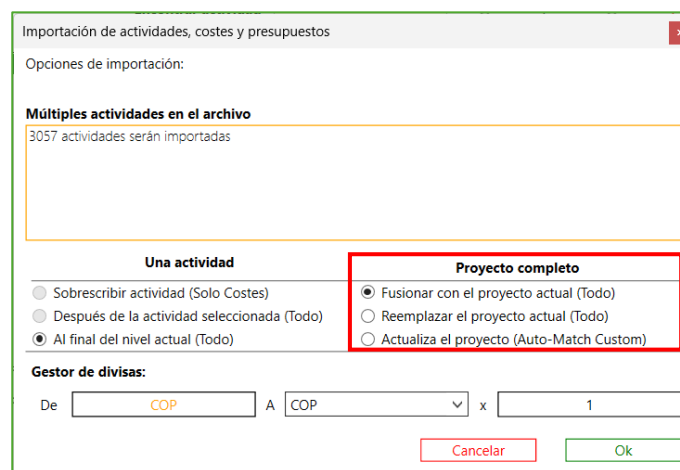 Importación de actividades, costes y presupuestos
Opciones de importación:
Múltiples actividades en el archivo
3057 actividades serán importadas
Una actividad
Proyecto completo
Sobrescribir actividad (Solo Costes)
Fusionar con el proyecto actual (Todo)
Después de la actividad seleccionada (Todo)
Reemplazar el proyecto actual (Todo)
Al final del nivel actual (Todo)
Actualiza el proyecto (Auto-Match Custom)
Gestor de divisas:
De COP A COP x 1
Cancelar Ok